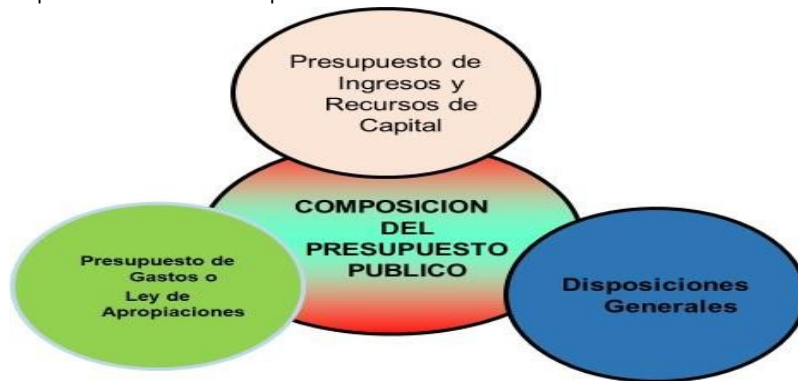 Presupuesto de
Ingresos y
Recursos de
Capital
COMPOSICION
DEL
PRESUPUESTO
PUBLICO
Presupuesto de
Gastos o
Ley de
Apropiaciones
Disposiciones
Generales